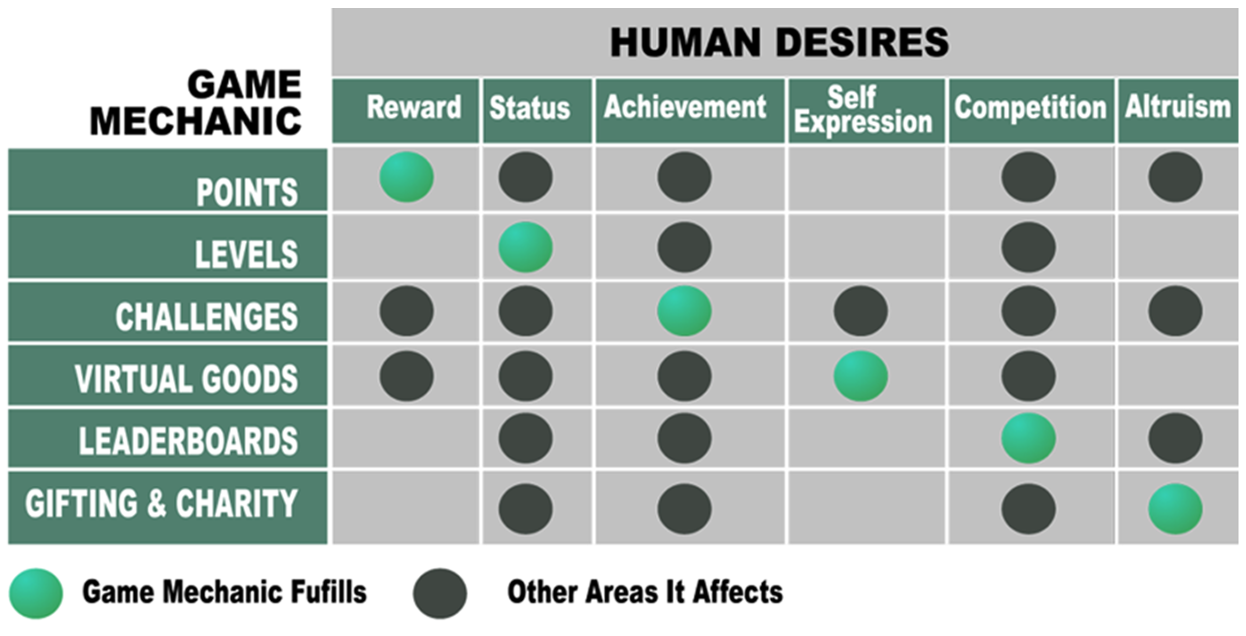 HUMAN DESIRES
GAME
MECHANIC
Reward Status Achievement Self Expression Competition Altruism
POINTS
LEVELS
CHALLENGES
VIRTUAL GOODS
LEADERBOARDS
GIFTING & CHARITY
Game Mechanic Fufills Other Areas It Affects